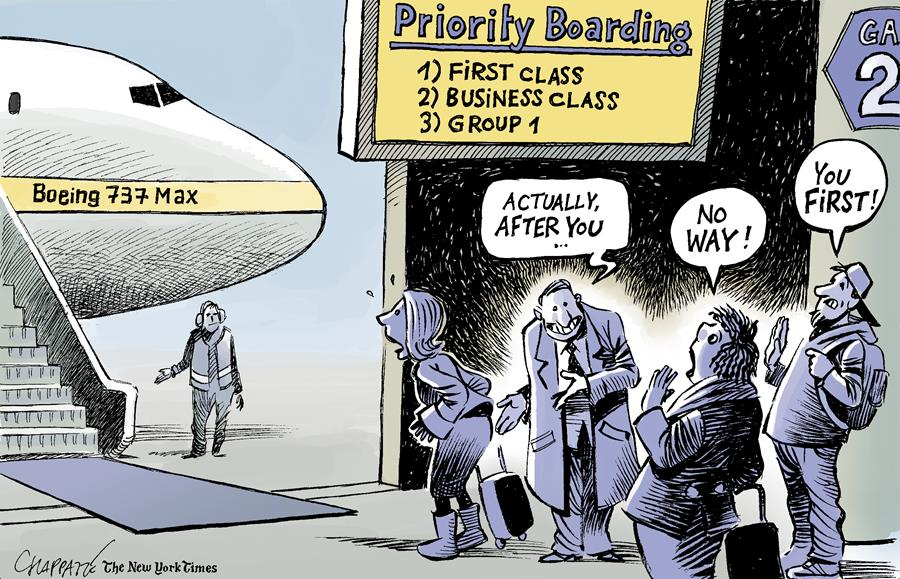 Priority Boarding
1) FiRST CLASS
2) BUSiNESS CLASS
3) GROUP 1
GA
2
Boeing 737 Max
ACTUALLY,
AFTER YOU
...
NO
WAY!
YOU
FiRST!
CHAPPATTE The New York Times